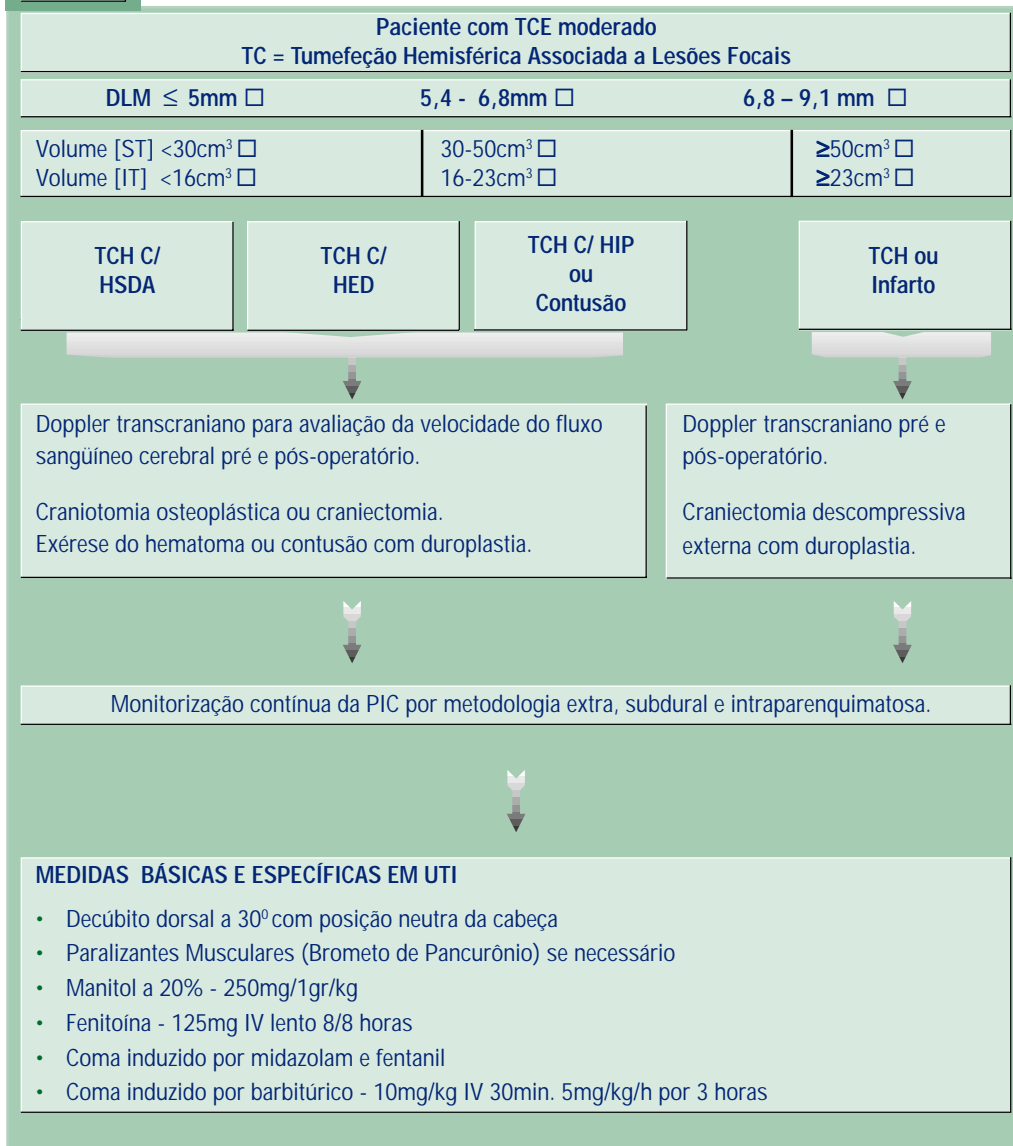 Paciente com TCE moderado
TC = Tumefeção Hemisférica Associada a Lesões Focais
DLM ≤ 5mm □ 5,4 - 6,8mm □ 6,8 – 9,1 mm □
Volume [ST] <30cm³ □ 30-50cm³ □ ≥50cm³ □
Volume [IT] <16cm³ □ 16-23cm³ □ ≥23cm³ □
TCH C/
HSDA
TCH C/
HED
TCH C/ HIP
ou
Contusão
TCH ou
Infarto
Doppler transcraniano para avaliação da velocidade do fluxo
sangüíneo cerebral pré e pós-operatório.
Craniotomia osteoplástica ou craniectomia.
Exérese do hematoma ou contusão com duroplastia.
Doppler transcraniano pré e
pós-operatório.
Craniectomia descompressiva
externa com duroplastia.
Monitorização contínua da PIC por metodologia extra, subdural e intraparenquimatosa.
MEDIDAS BÁSICAS E ESPECÍFICAS EM UTI
• Decúbito dorsal a 30⁰ com posição neutra da cabeça
• Paralizantes Musculares (Brometo de Pancurônio) se necessário
• Manitol a 20% - 250mg/1gr/kg
• Fenitoína - 125mg IV lento 8/8 horas
• Coma induzido por midazolam e fentanil
• Coma induzido por barbitúrico - 10mg/kg IV 30min. 5mg/kg/h por 3 horas